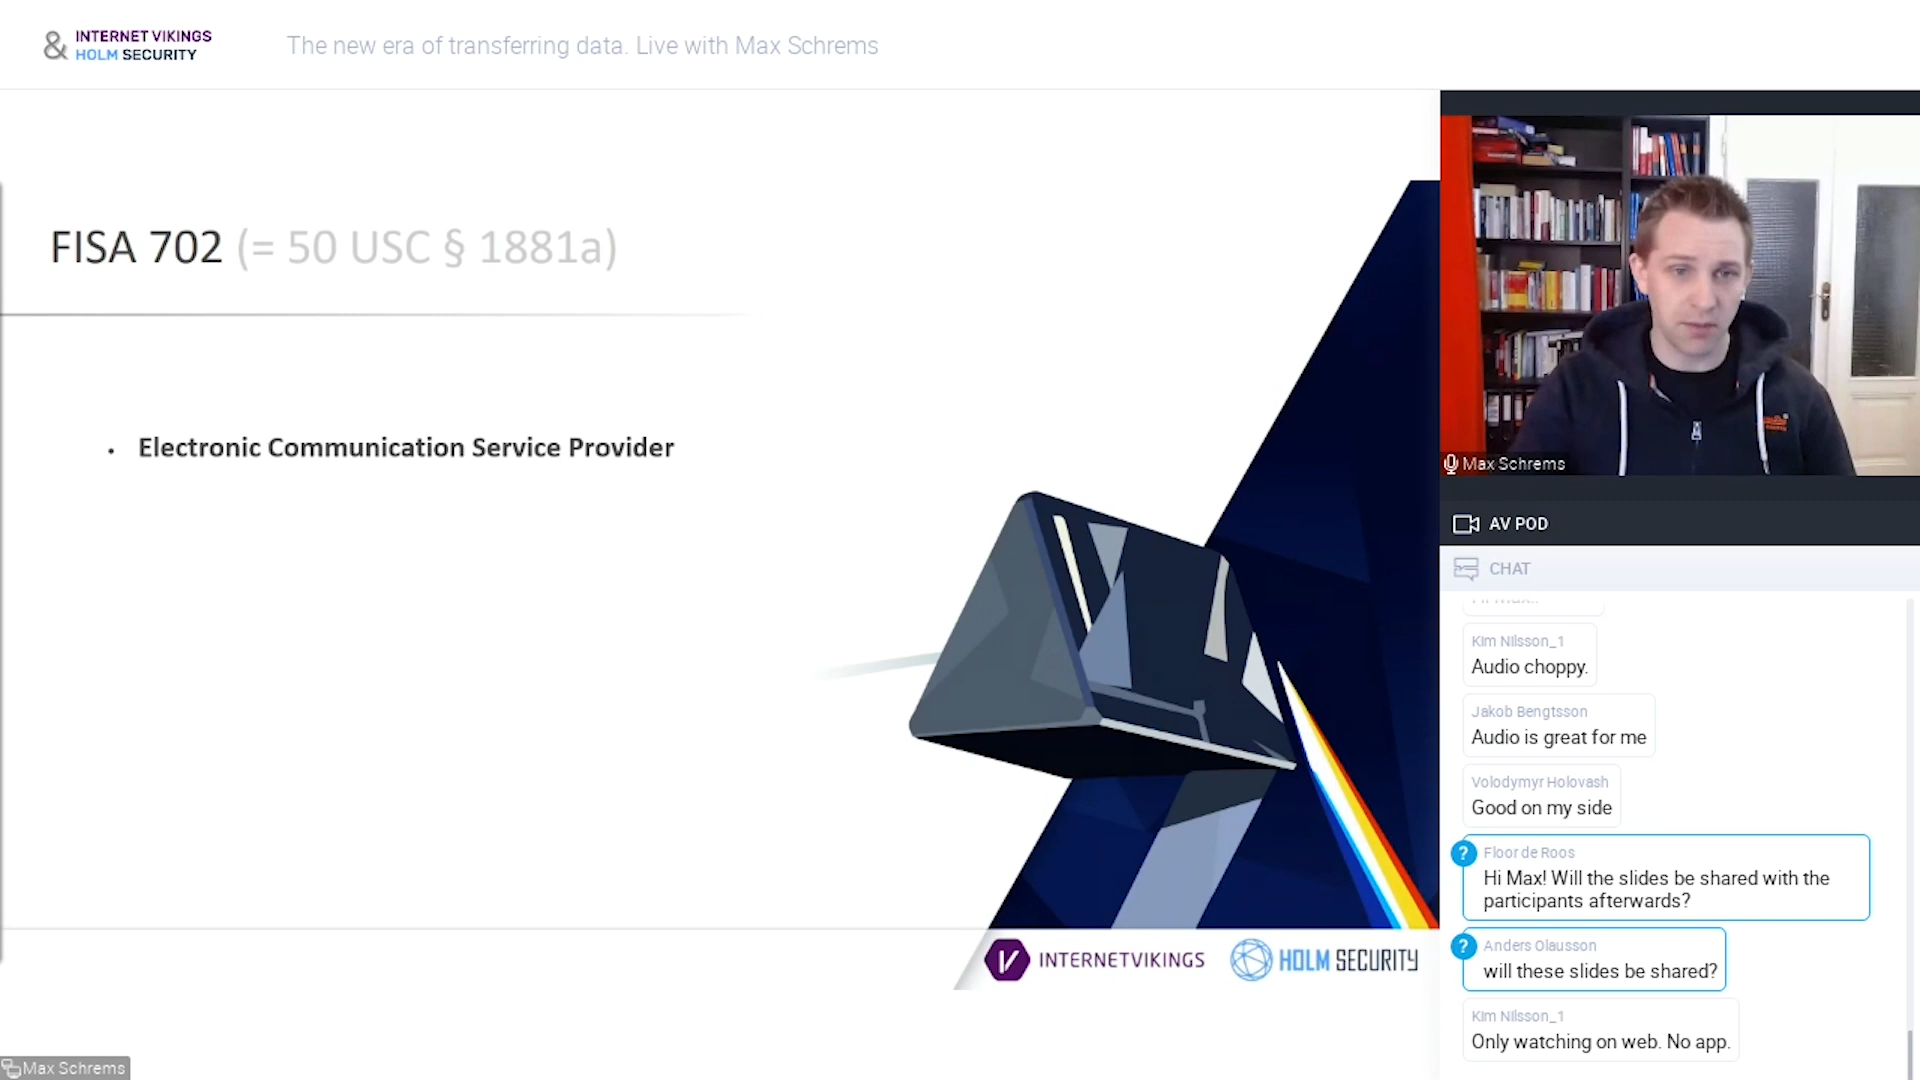 & INTERNET VIKINGS
HOLM SECURITY
The new era of transferring data. Live with Max Schrems
FISA 702 (= 50 USC § 1881a)
• Electronic Communication Service Provider
INTERNETVIKINGS
HOLM SECURITY
Max Schrems
Max Schrems
AV POD
CHAT
Kim Nilsson_1
Audio choppy.
Jakob Bengtsson
Audio is great for me
Volodymyr Holovash
Good on my side
? Floor de Roos
Hi Max! Will the slides be shared with the
participants afterwards?
? Anders Olausson
will these slides be shared?
Kim Nilsson_1
Only watching on web. No app.